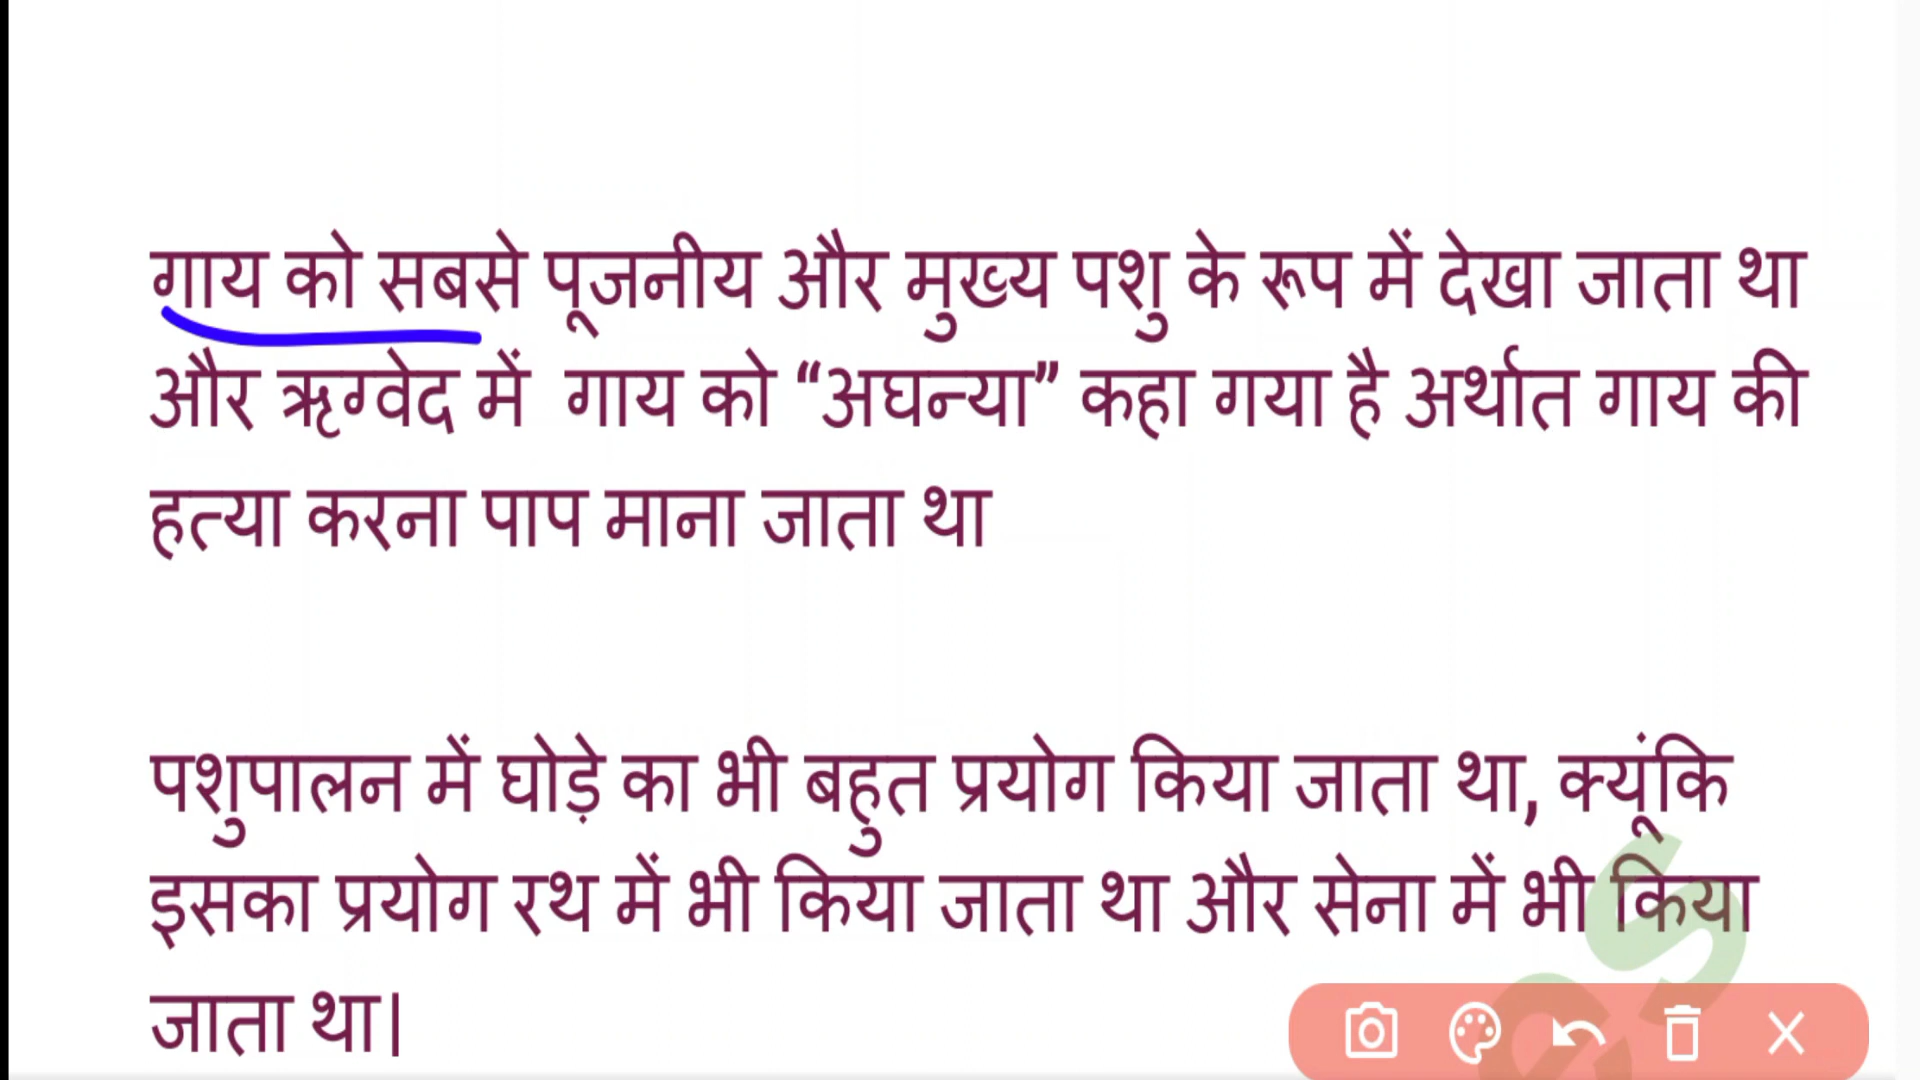 गाय को सबसे पूजनीय और मुख्य पशु के रूप में देखा जाता था
और ऋग्वेद में गाय को “अघन्या” कहा गया है अर्थात गाय की
हत्या करना पाप माना जाता था
पशुपालन में घोड़े का भी बहुत प्रयोग किया जाता था, क्यूंकि
इसका प्रयोग रथ में भी किया जाता था और सेना में भी किया
जाता था|
es